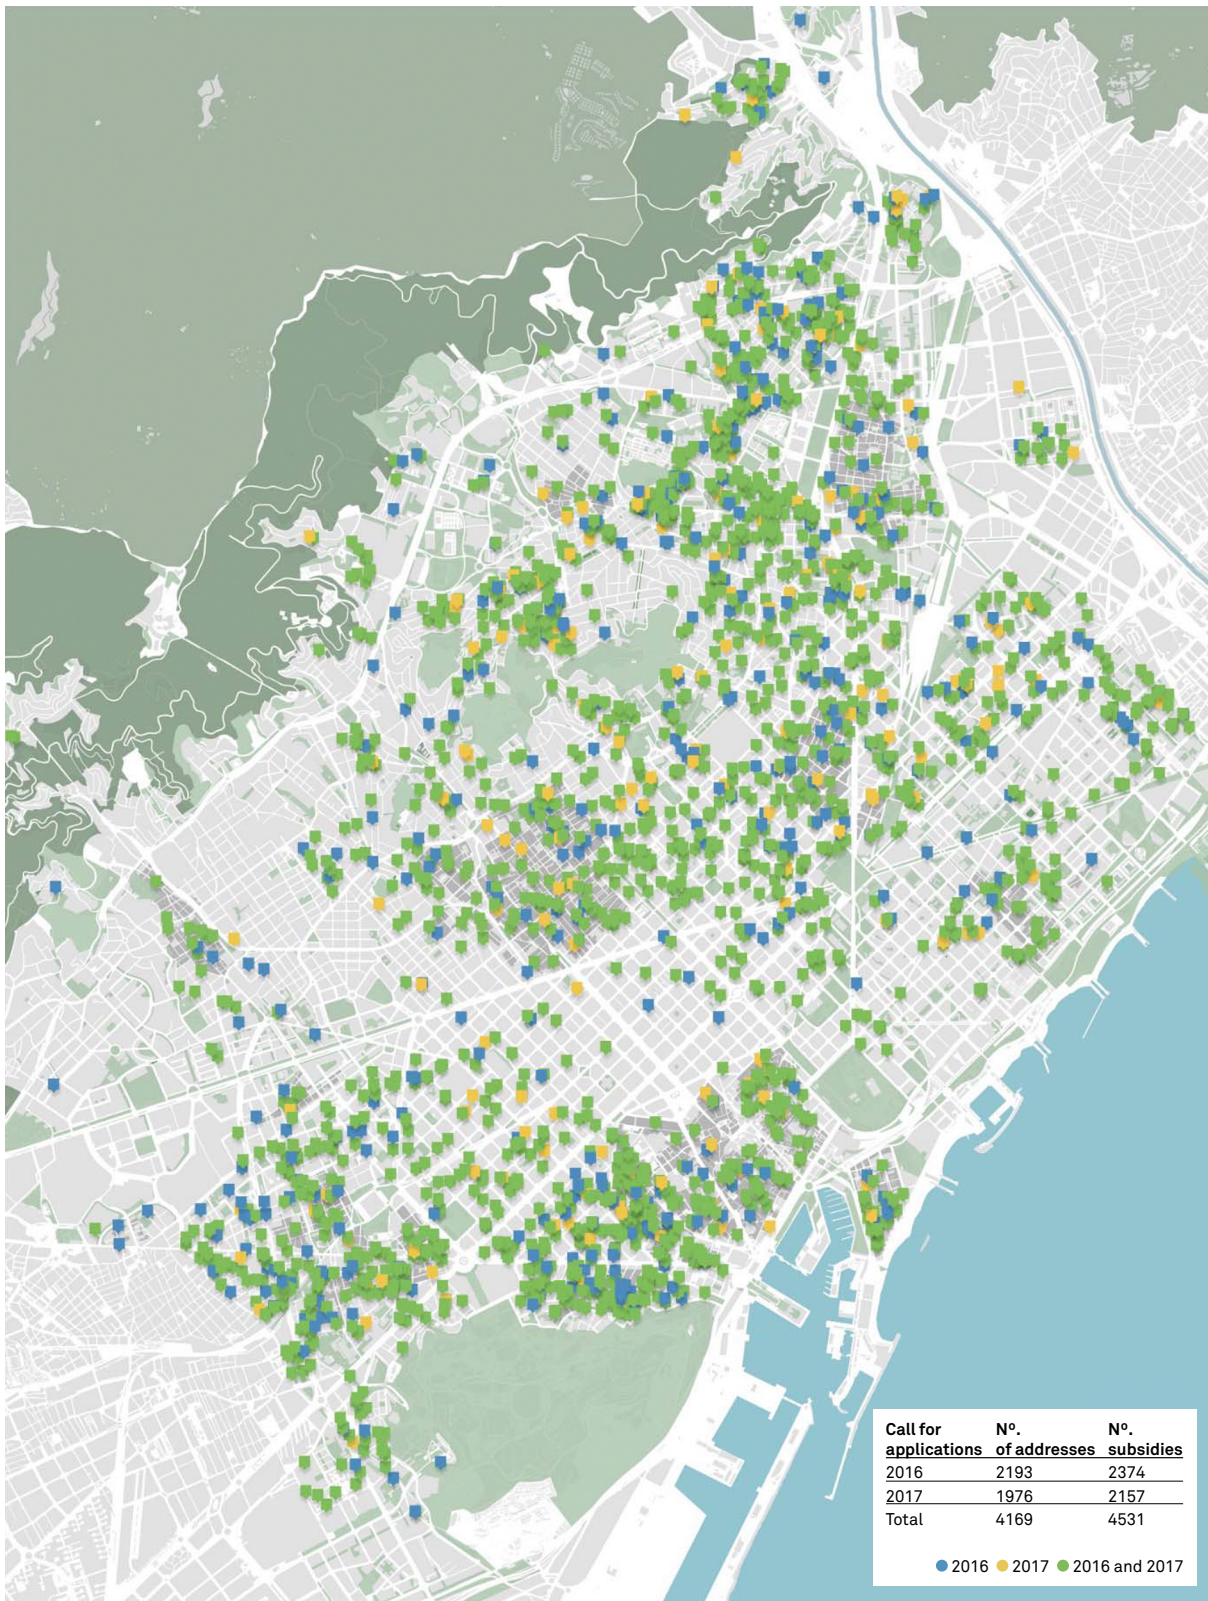 Call for Nº. Nº.
applications of addresses subsidies
2016 2193 2374
2017 1976 2157
Total 4169 4531
2016 2017 2016 and 2017